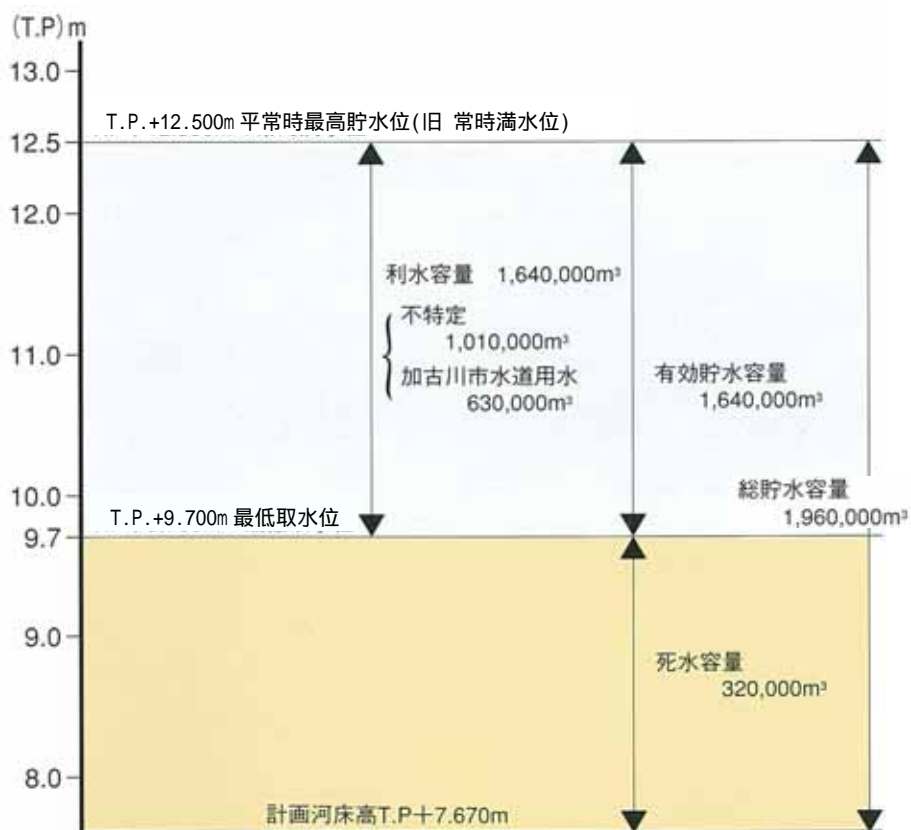 (T.P)m
13.0
T.P.+12.500m 平常時最高貯水位(旧 常時満水位)
12.5
12.0
利水容量 1,640,000m³
不特定
1,010,000m³
11.0
加古川市水道用水
630,000m³
有効貯水容量
1,640,000m³
10.0
総貯水容量
1,960,000m³
T.P.+9.700m 最低取水位
9.7
9.0
死水容量
320,000m³
8.0
計画河床高T.P+7.670m